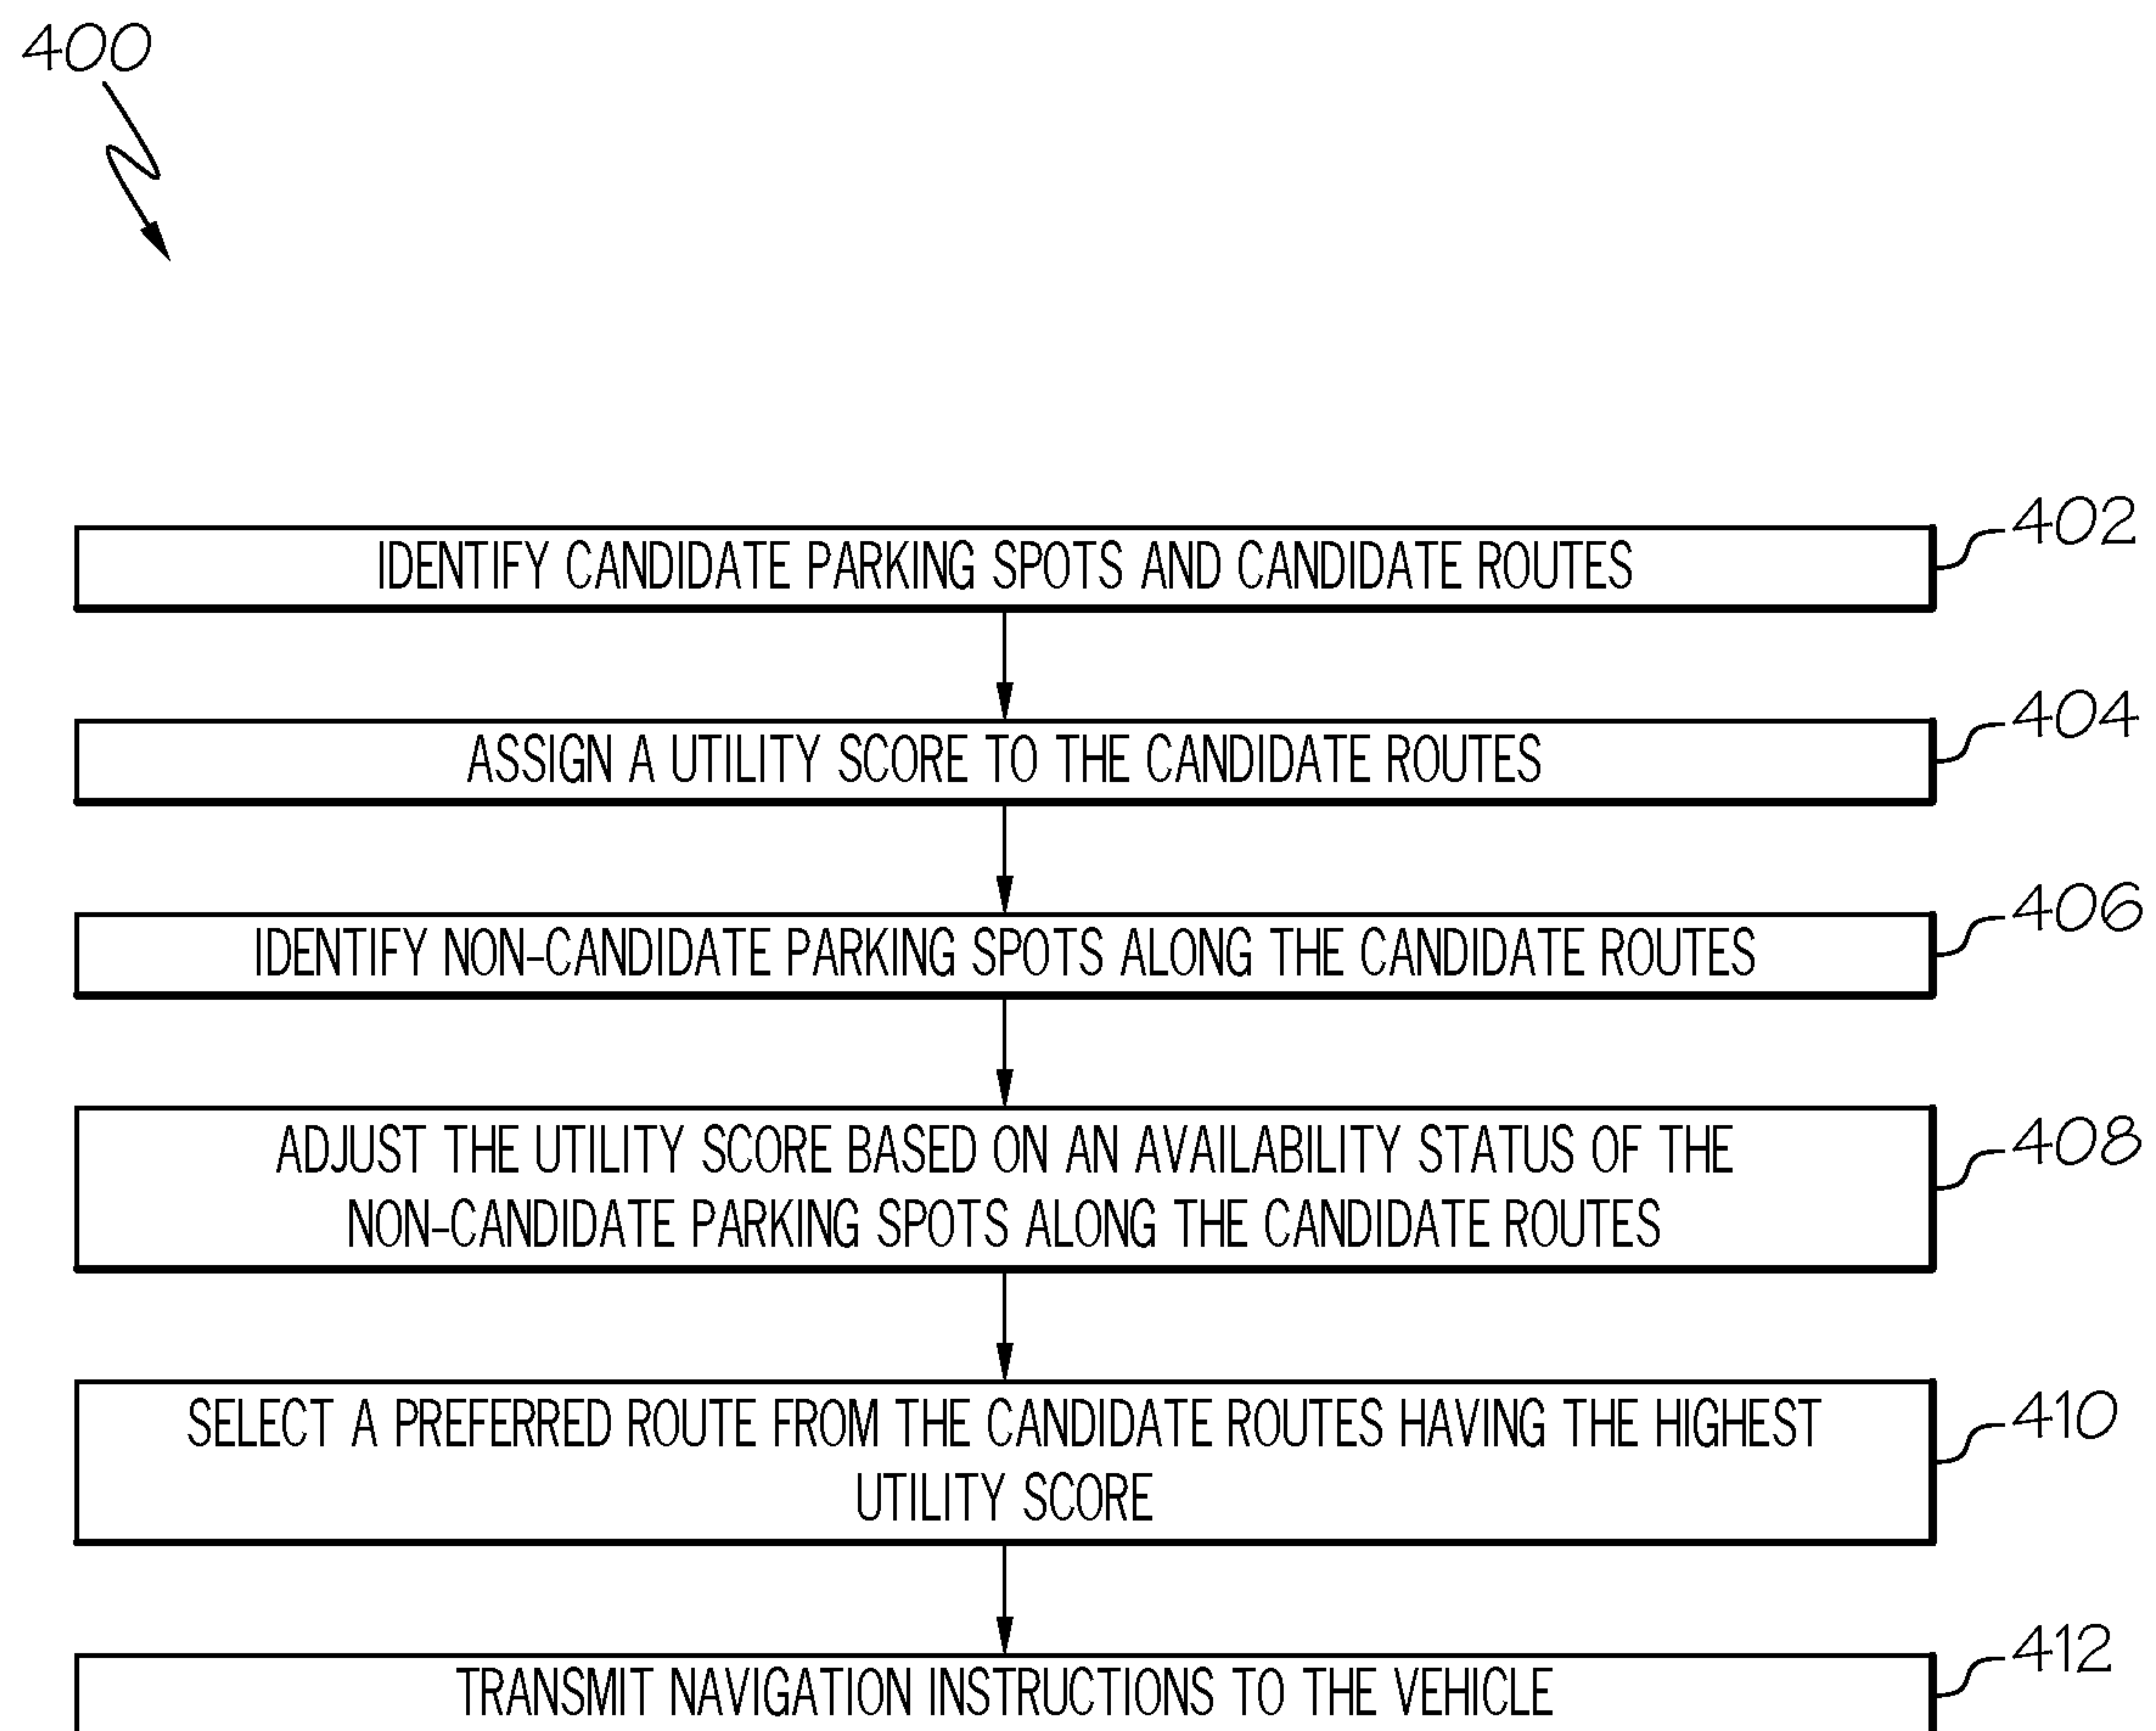 400
IDENTIFY CANDIDATE PARKING SPOTS AND CANDIDATE ROUTES
402
ASSIGN A UTILITY SCORE TO THE CANDIDATE ROUTES
404
IDENTIFY NON-CANDIDATE PARKING SPOTS ALONG THE CANDIDATE ROUTES
406
ADJUST THE UTILITY SCORE BASED ON AN AVAILABILITY STATUS OF THE
NON-CANDIDATE PARKING SPOTS ALONG THE CANDIDATE ROUTES
408
SELECT A PREFERRED ROUTE FROM THE CANDIDATE ROUTES HAVING THE HIGHEST
UTILITY SCORE
410
TRANSMIT NAVIGATION INSTRUCTIONS TO THE VEHICLE
412